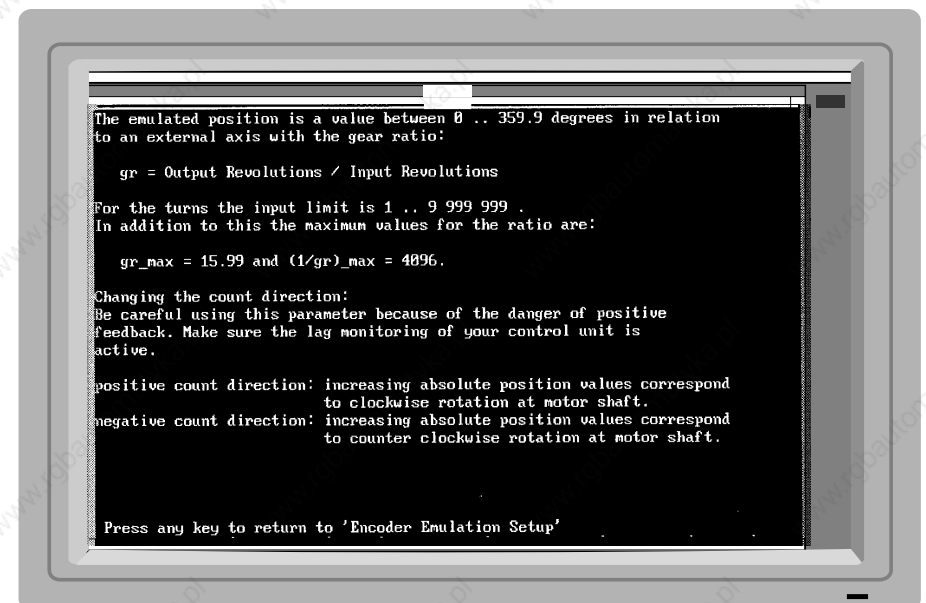 The emulated position is a value between 0 .. 359.9 degrees in relation
to an external axis with the gear ratio:
gr = Output Revolutions / Input Revolutions
For the turns the input limit is 1 .. 9 999 999 .
In addition to this the maximum values for the ratio are:
gr_max = 15.99 and (1/gr)_max = 4096.
Changing the count direction:
Be careful using this parameter because of the danger of positive
feedback. Make sure the lag monitoring of your control unit is
active.
positive count direction: increasing absolute position values correspond
to clockwise rotation at motor shaft.
negative count direction: increasing absolute position values correspond
to counter clockwise rotation at motor shaft.
Press any key to return to 'Encoder Emulation Setup'